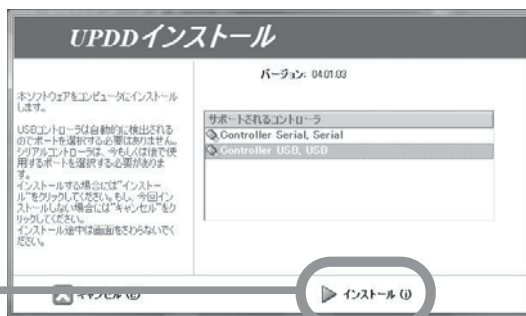 UPDDインストール
バージョン: 04.01.03
本ソフトウェアをコンピュータにインストール
します。
USBコントローラは自動的に検出される
のでポートを選択する必要はありません。
シリアルコントローラは、今もしくは後で使
用するポートを選択する必要がありま
す。
インストールする場合には"インストー
ル"をクリックしてください。もし、今回イン
ストールしない場合には"キャンセル"をク
リックしてください。
インストール途中は画面をさわらないでく
ださい。
サポートされるコントローラ
Controller Serial, Serial
Controller USB, USB
キャンセル (C)
インストール (I)